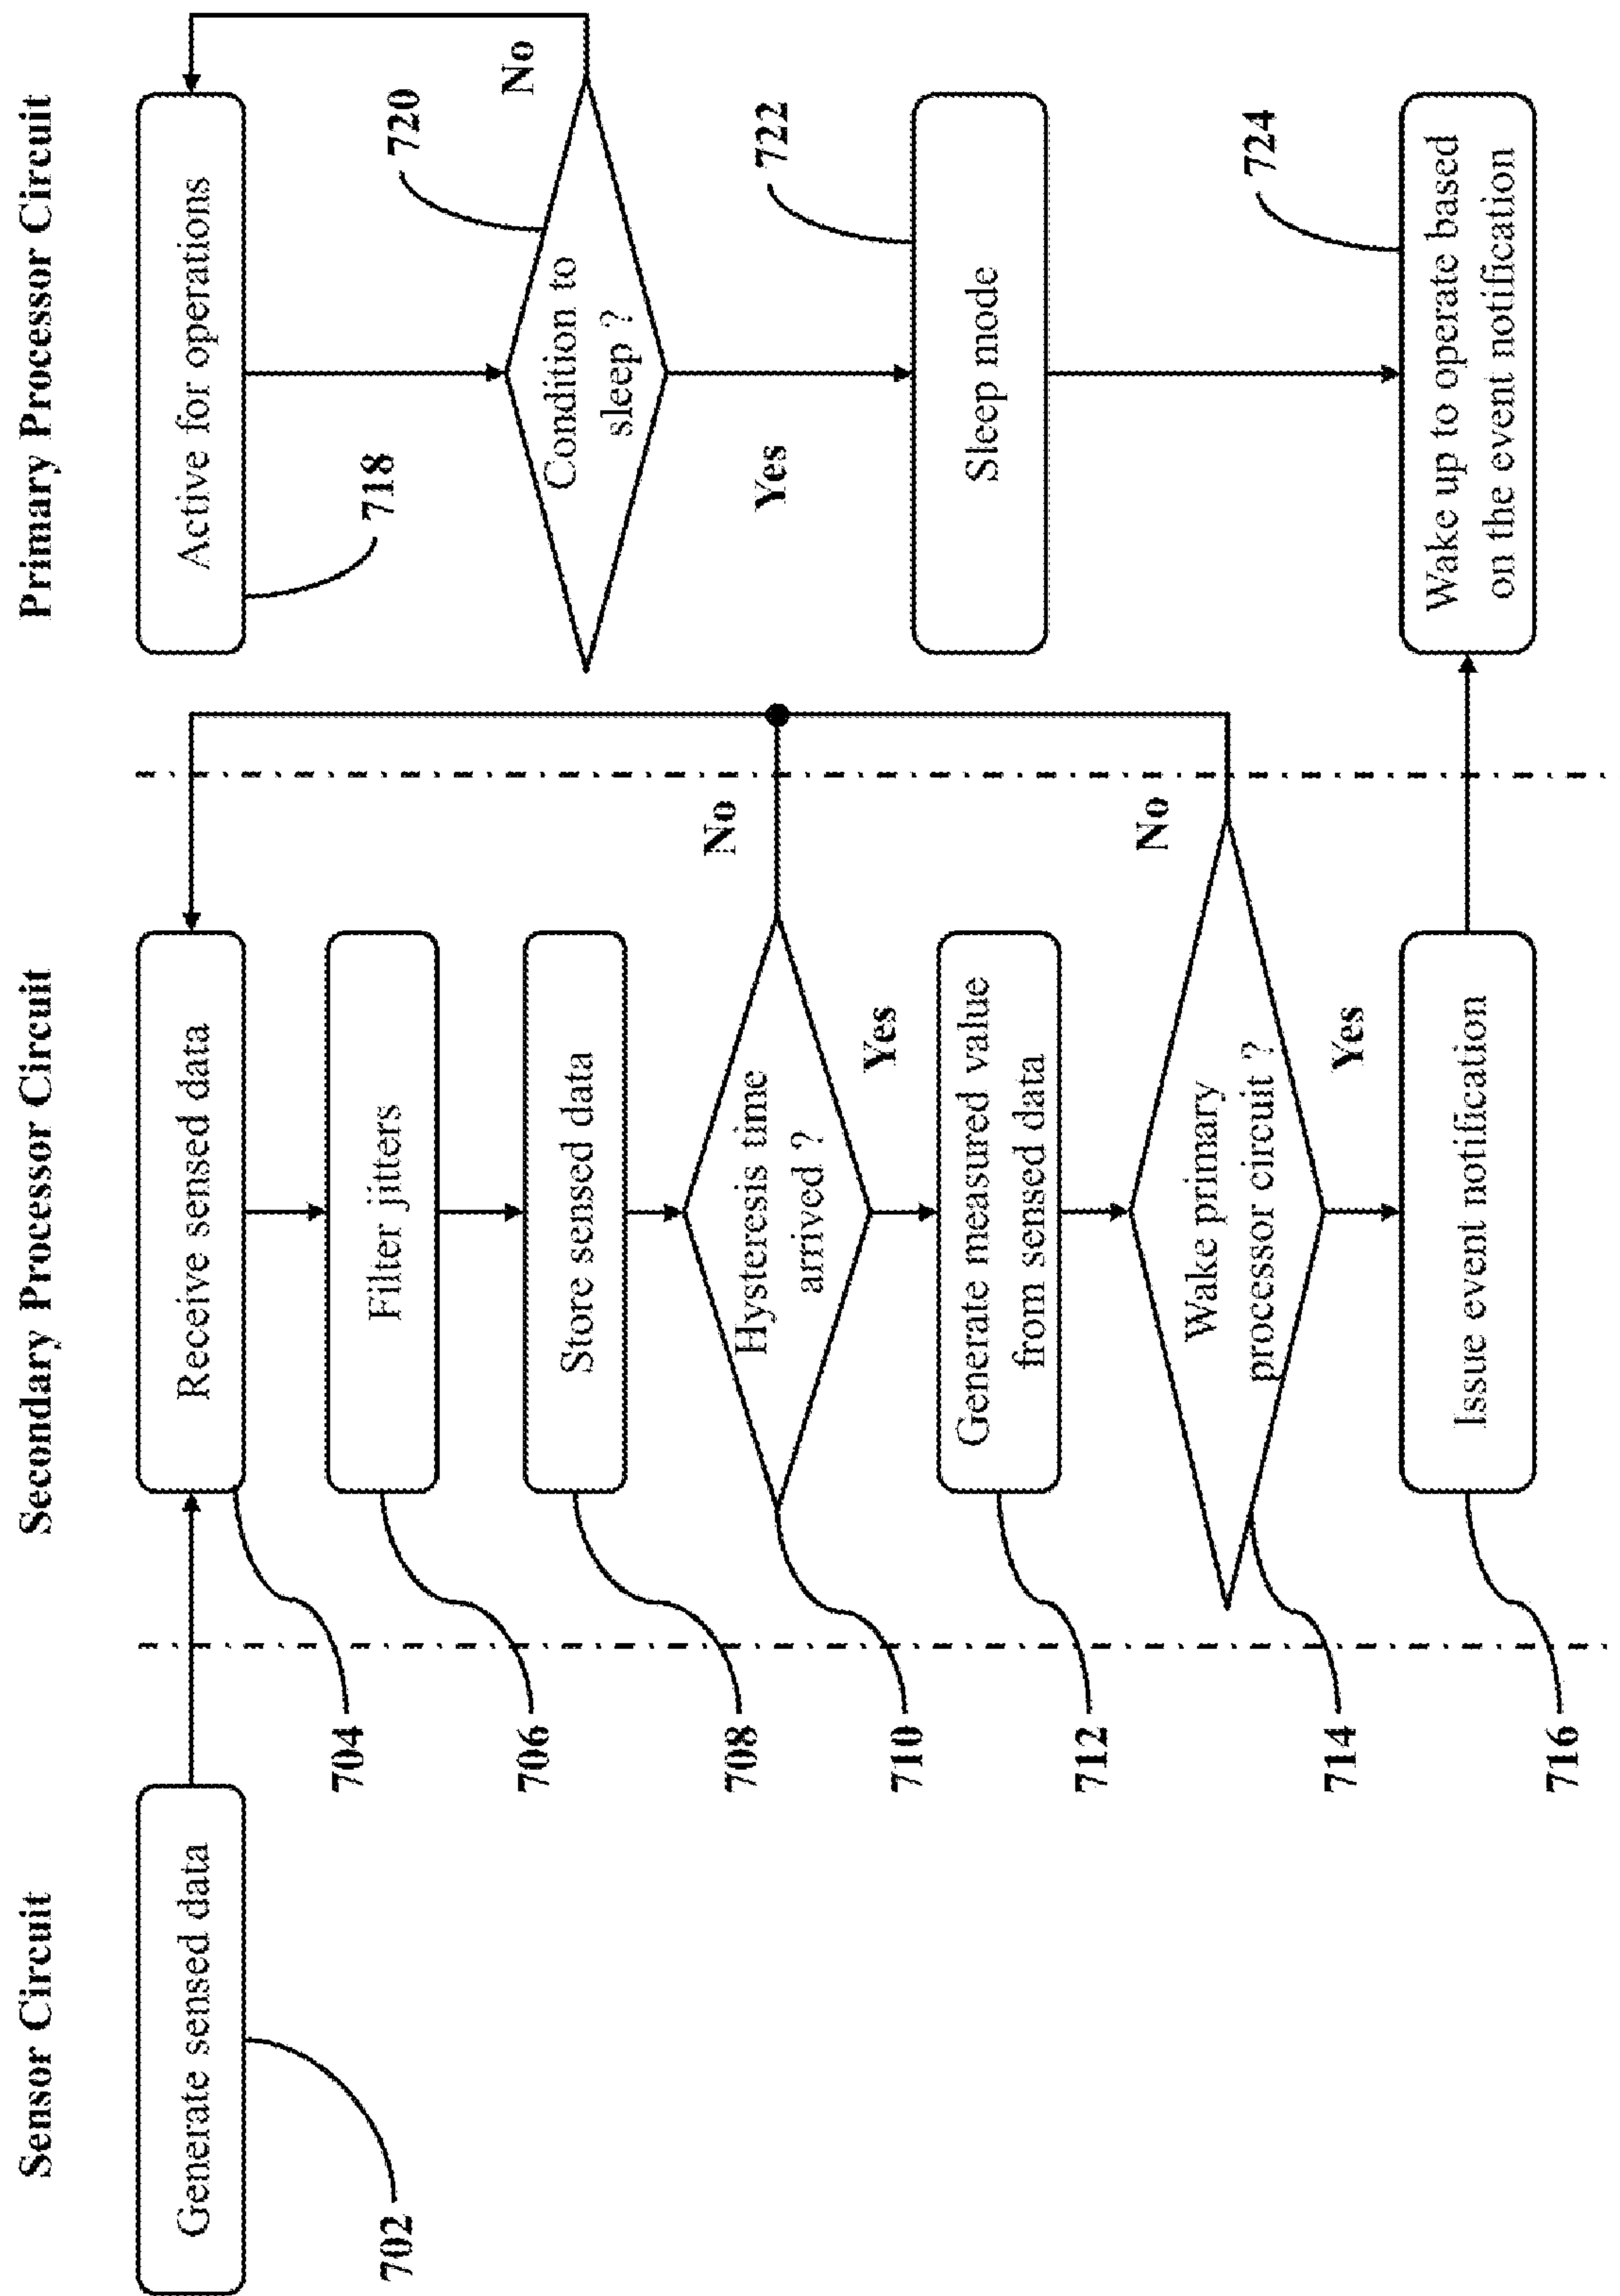 Sensor Circuit
Generate sensed data
702
Secondary Processor Circuit
Receive sensed data
704
Filter jitters
706
Store sensed data
708
Hysteresis time
arrived ?
No
Yes
710
Generate measured value
from sensed data
712
Wake primary
processor circuit ?
No
Yes
714
Issue event notification
716
Primary Processor Circuit
Active for operations
718
Condition to
sleep ?
No
Yes
720
Sleep mode
722
Wake up to operate based
on the event notification
724